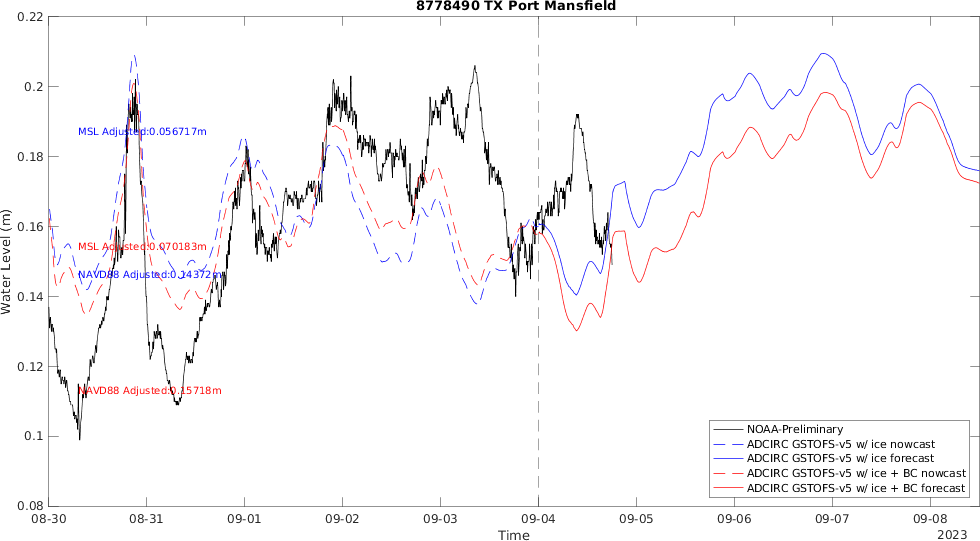 8778490 TX Port Mansfield
0.22
0.2
0.18
0.16
0.14
0.12
0.1
0.08
Water Level (m)
MSL Adjusted:0.056717m
MSL Adjusted:0.070183m
NAVD88 Adjusted:0.14372m
NAVD88 Adjusted:0.15718m
NOAA-Preliminary
ADCIRC GSTOFS-v5 w/ ice nowcast
ADCIRC GSTOFS-v5 w/ ice forecast
ADCIRC GSTOFS-v5 w/ ice + BC nowcast
ADCIRC GSTOFS-v5 w/ ice + BC forecast
08-30 08-31 09-01 09-02 09-03 09-04 09-05 09-06 09-07 09-08
Time
2023